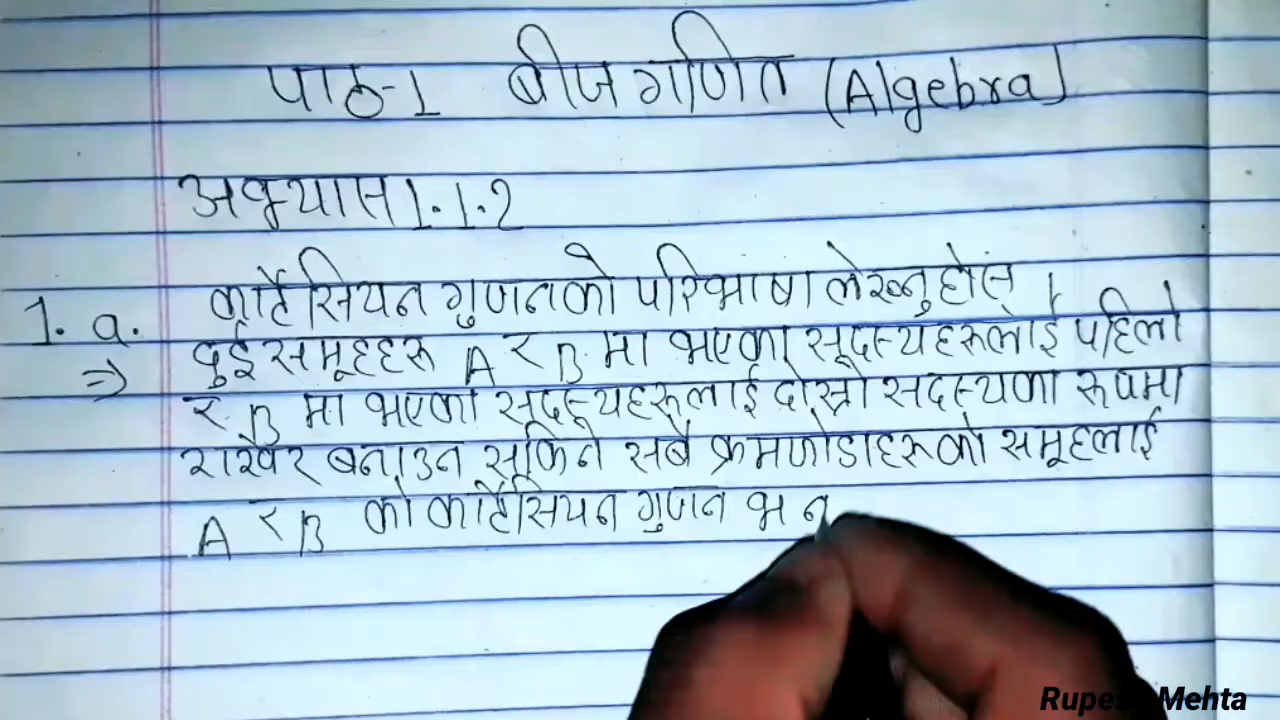 पाठ-1 बीजगणित (Algebra)
अभ्यास 1.1.2
1. a. कार्टेसियन गुणनको परिभाषा लेख्नुहोस् ।
⇒ दुई समूहहरू A र B मा भएका सदस्यहरूलाई पहिलो
र B मा भएका सदस्यहरूलाई दोस्रो सदस्यका रूपमा
राखेर बनाउन सकिने सबै क्रमजोडाहरूको समूहलाई
A र B को कार्टेसियन गुणन भन
Rupesh Mehta